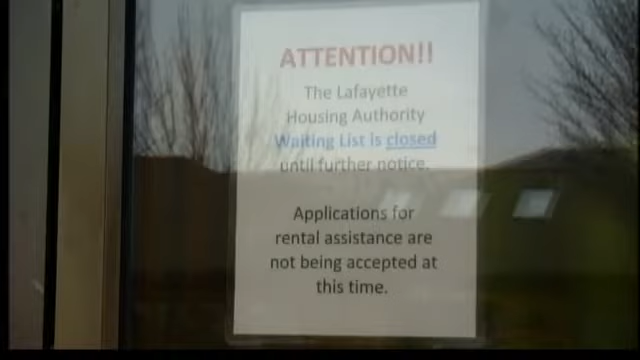 ATTENTION!!
The Lafayette
Housing Authority
Waiting List is closed
until further notice.
Applications for
rental assistance are
not being accepted at
this time.